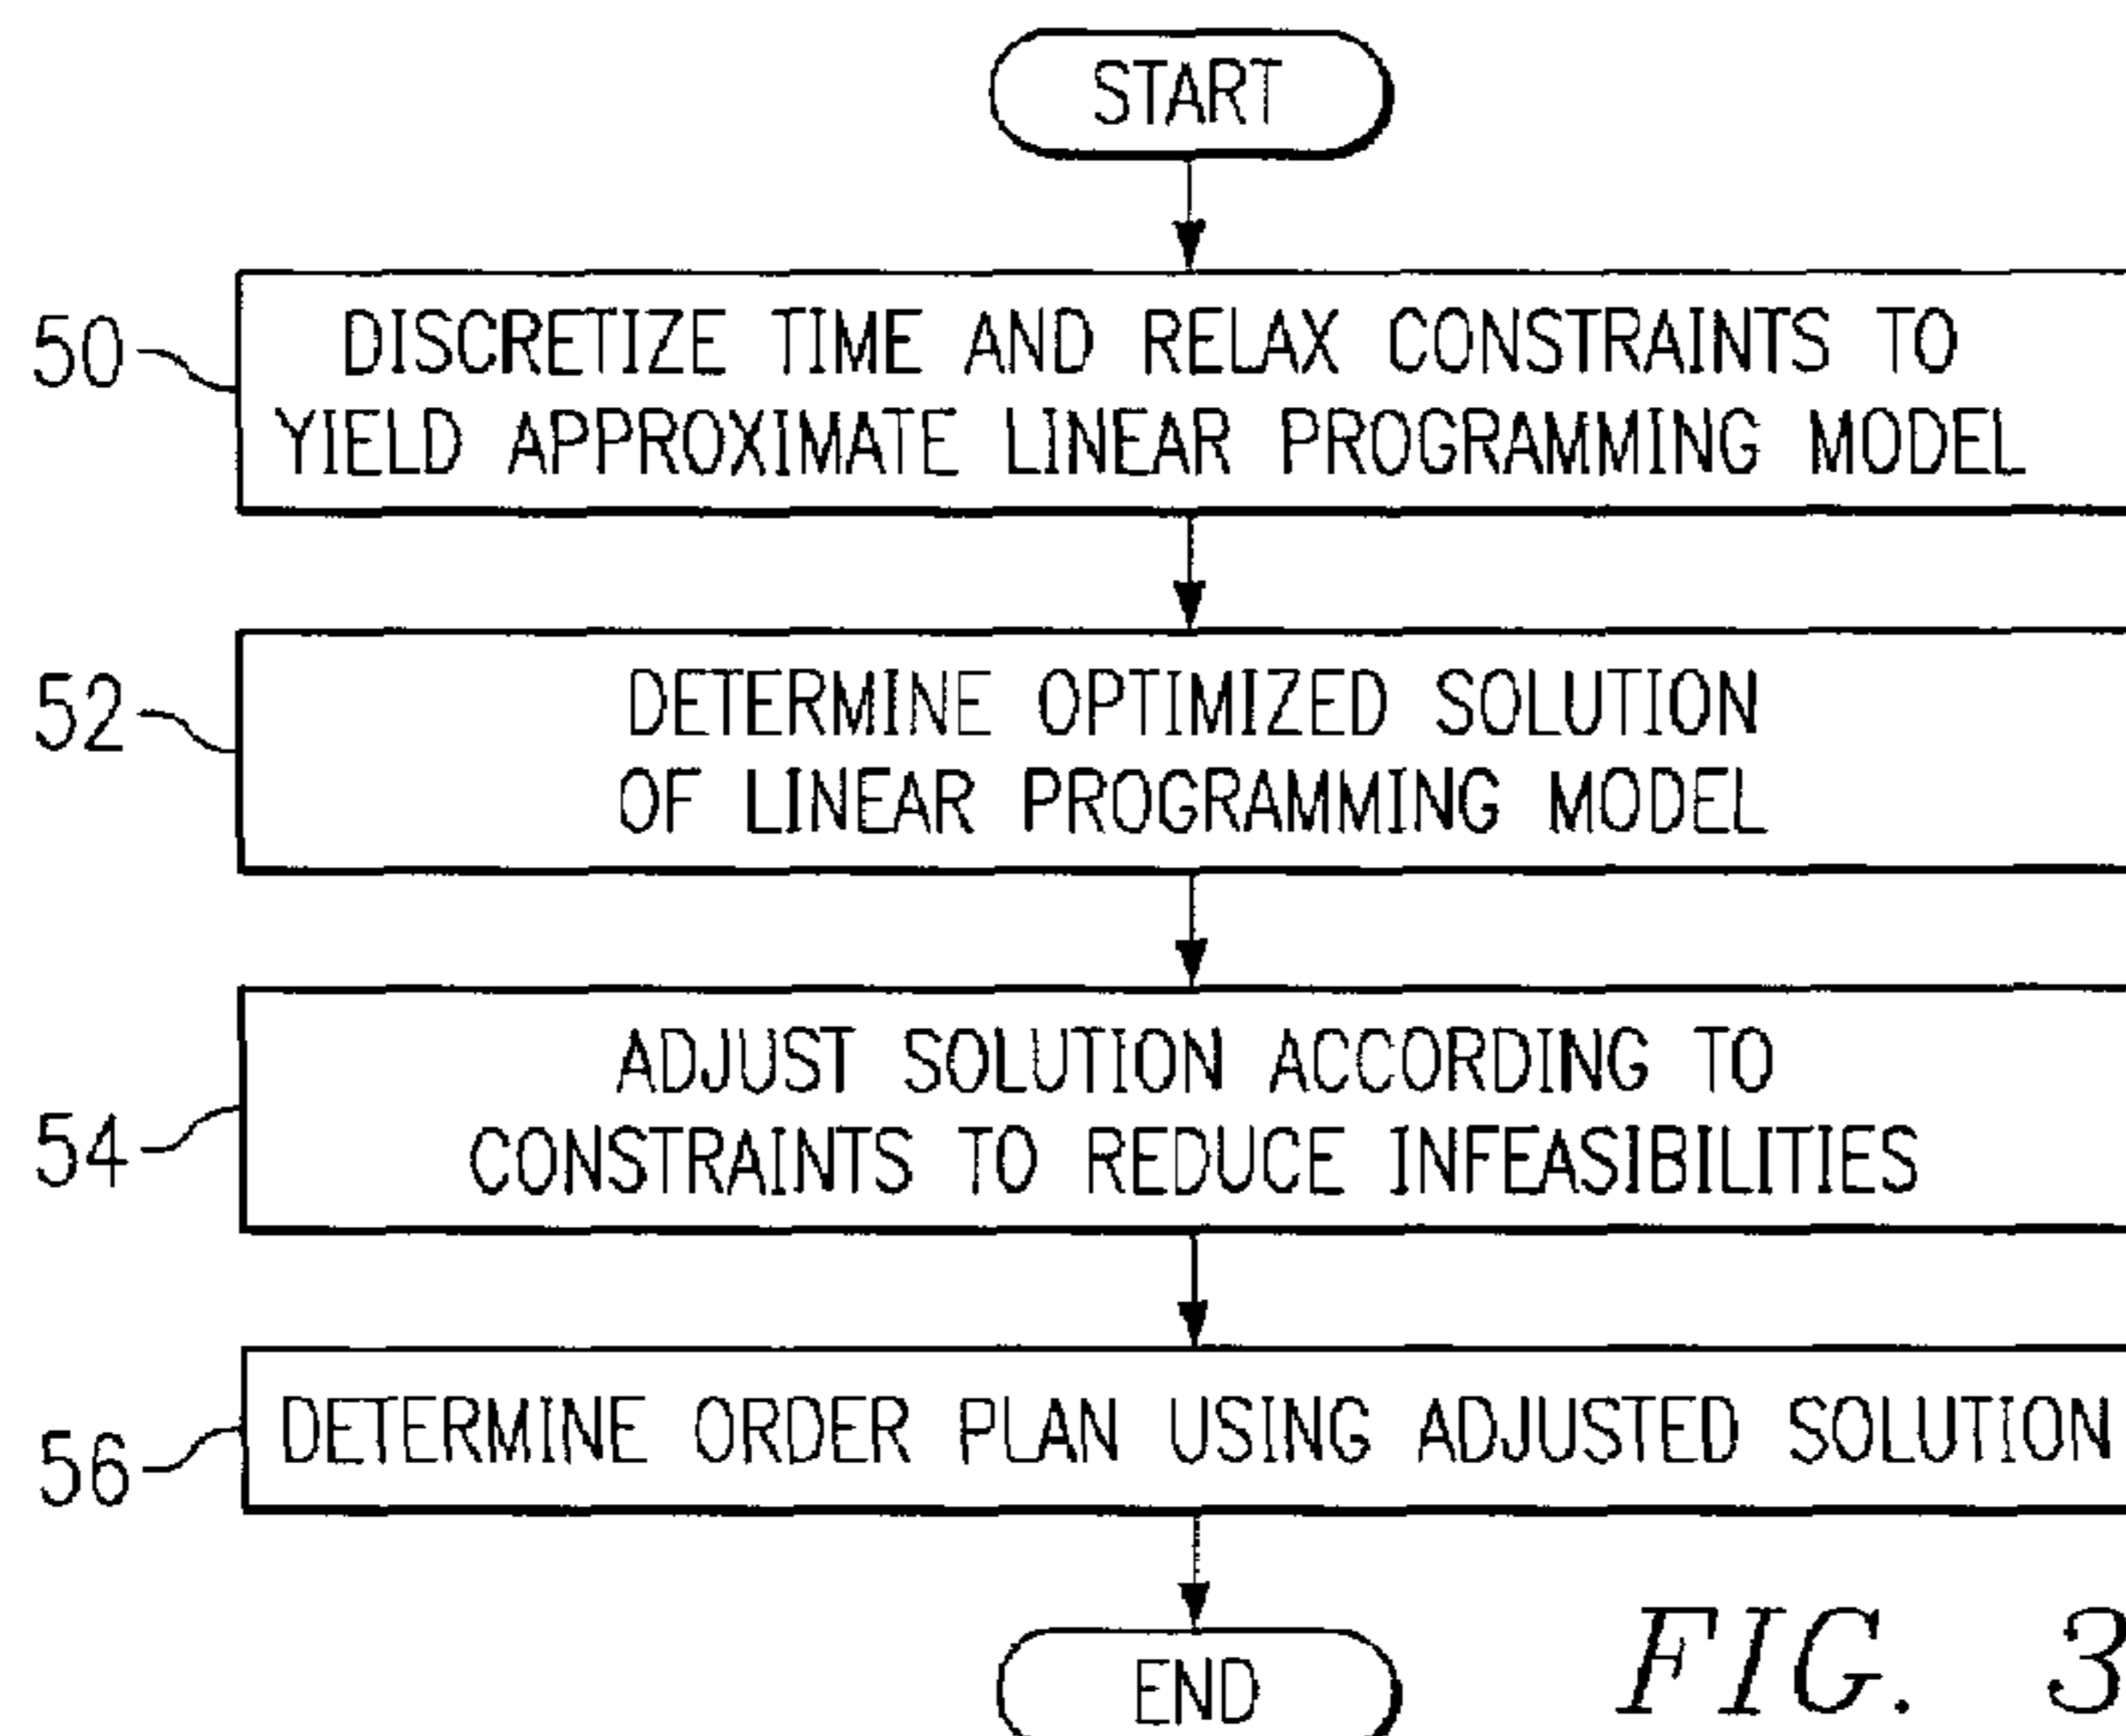 START
50
DISCRETIZE TIME AND RELAX CONSTRAINTS TO
YIELD APPROXIMATE LINEAR PROGRAMMING MODEL
52
DETERMINE OPTIMIZED SOLUTION
OF LINEAR PROGRAMMING MODEL
54
ADJUST SOLUTION ACCORDING TO
CONSTRAINTS TO REDUCE INFEASIBILITIES
56
DETERMINE ORDER PLAN USING ADJUSTED SOLUTION
END
FIG. 3